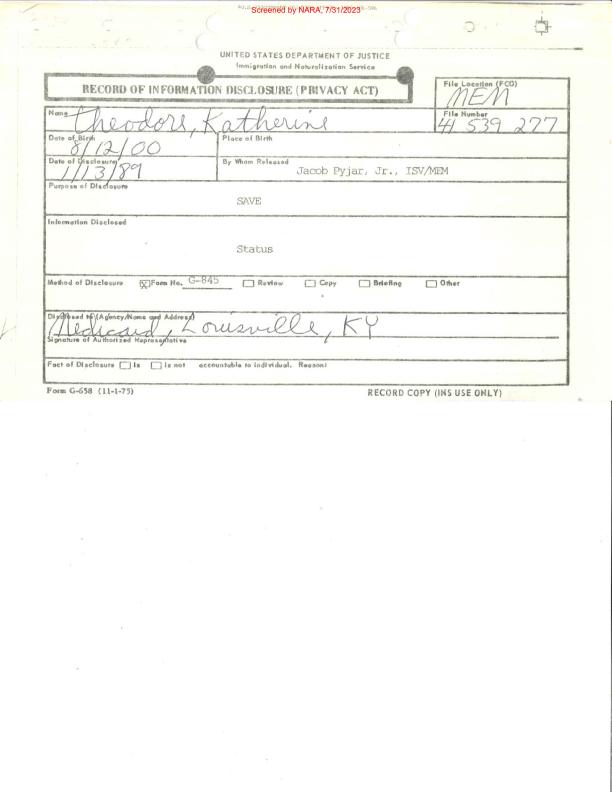 Screened by NARA, 7/31/2023
UNITED STATES DEPARTMENT OF JUSTICE
Immigration and Naturalization Service
RECORD OF INFORMATION DISCLOSURE (PRIVACY ACT)
File Location (FCO)
MEM
Name Theodore, Katherine
File Number
41 539 277
Date of Birth
8/12/00
Place of Birth
Date of Disclosure
1/13/89
By Whom Released
Jacob Pyjar, Jr., ISV/MEM
Purpose of Disclosure
SAVE
Information Disclosed
Status
Method of Disclosure ☒ Form No. G-845 ☐ Review ☐ Copy ☐ Briefing ☐ Other
Disclosed to (Agency/Name and Address)
Medicaid, Louisville, KY
Signature of Authorized Representative
Fact of Disclosure ☐ Is ☐ Is not accountable to individual. Reason:
Form G-658 (11-1-75)
RECORD COPY (INS USE ONLY)